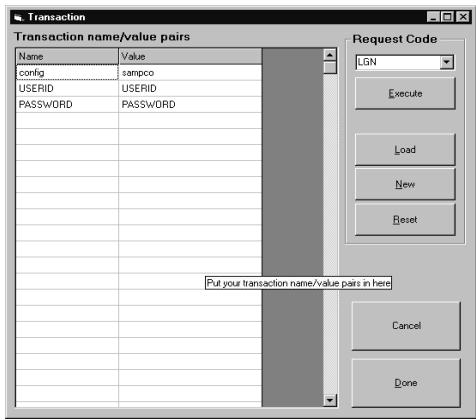 Transaction
Transaction name/value pairs
Request Code
Name Value
config sampco
USERID USERID
PASSWORD PASSWORD
LGN
Execute
Load
New
Reset
Put your transaction name/value pairs in here
Cancel
Done